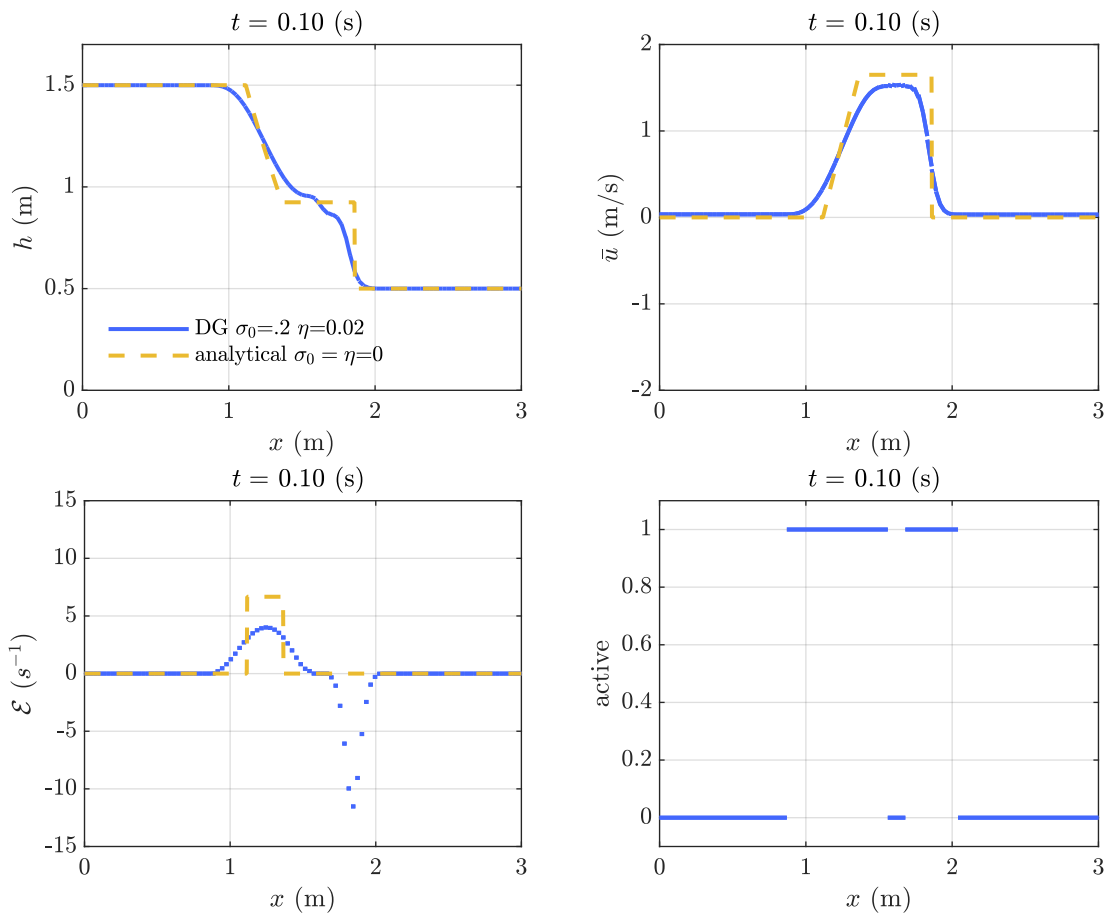 t = 0.10 (s)
1.5
1
0.5
0
h (m)
DG σ₀=.2 η=0.02
analytical σ₀ = η=0
0 1 2 3
x (m)
t = 0.10 (s)
2
1
0
-1
-2
ū (m/s)
0 1 2 3
x (m)
t = 0.10 (s)
15
10
5
0
-5
-10
-15
ℰ (s⁻¹)
0 1 2 3
x (m)
t = 0.10 (s)
1
0.8
0.6
0.4
0.2
0
active
0 1 2 3
x (m)